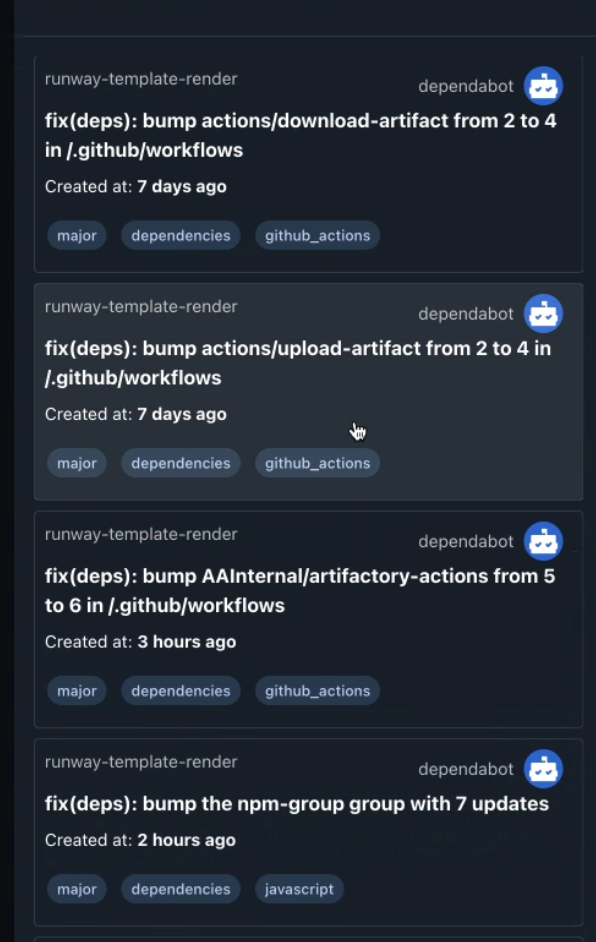 runway-template-render
dependabot
fix(deps): bump actions/download-artifact from 2 to 4
in /.github/workflows
Created at: 7 days ago
major dependencies github_actions
runway-template-render
dependabot
fix(deps): bump actions/upload-artifact from 2 to 4 in
/.github/workflows
Created at: 7 days ago
major dependencies github_actions
runway-template-render
dependabot
fix(deps): bump AAInternal/artifactory-actions from 5
to 6 in /.github/workflows
Created at: 3 hours ago
major dependencies github_actions
runway-template-render
dependabot
fix(deps): bump the npm-group group with 7 updates
Created at: 2 hours ago
major dependencies javascript